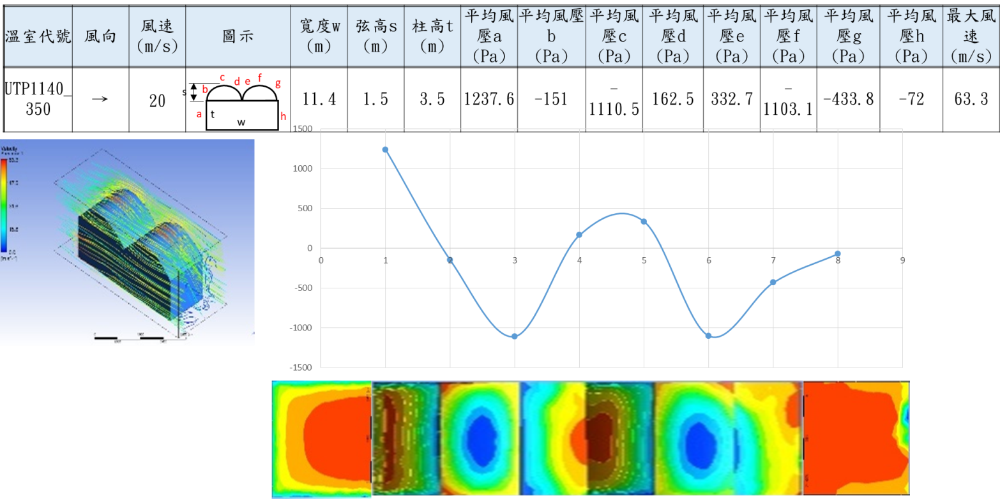 溫室代號 風向 風速 (m/s) 圖示 寬度w (m) 弦高s (m) 柱高t (m) 平均風壓a (Pa) 平均風壓b (Pa) 平均風壓c (Pa) 平均風壓d (Pa) 平均風壓e (Pa) 平均風壓f (Pa) 平均風壓g (Pa) 平均風壓h (Pa) 最大風速 (m/s)
UTP1140_350 → 20 11.4 1.5 3.5 1237.6 -151 -1110.5 162.5 332.7 -1103.1 -433.8 -72 63.3
s b c d e f g
a t w h
1500
1000
500
0
0 1 2 3 4 5 6 7 8 9
-500
-1000
-1500
Velocity